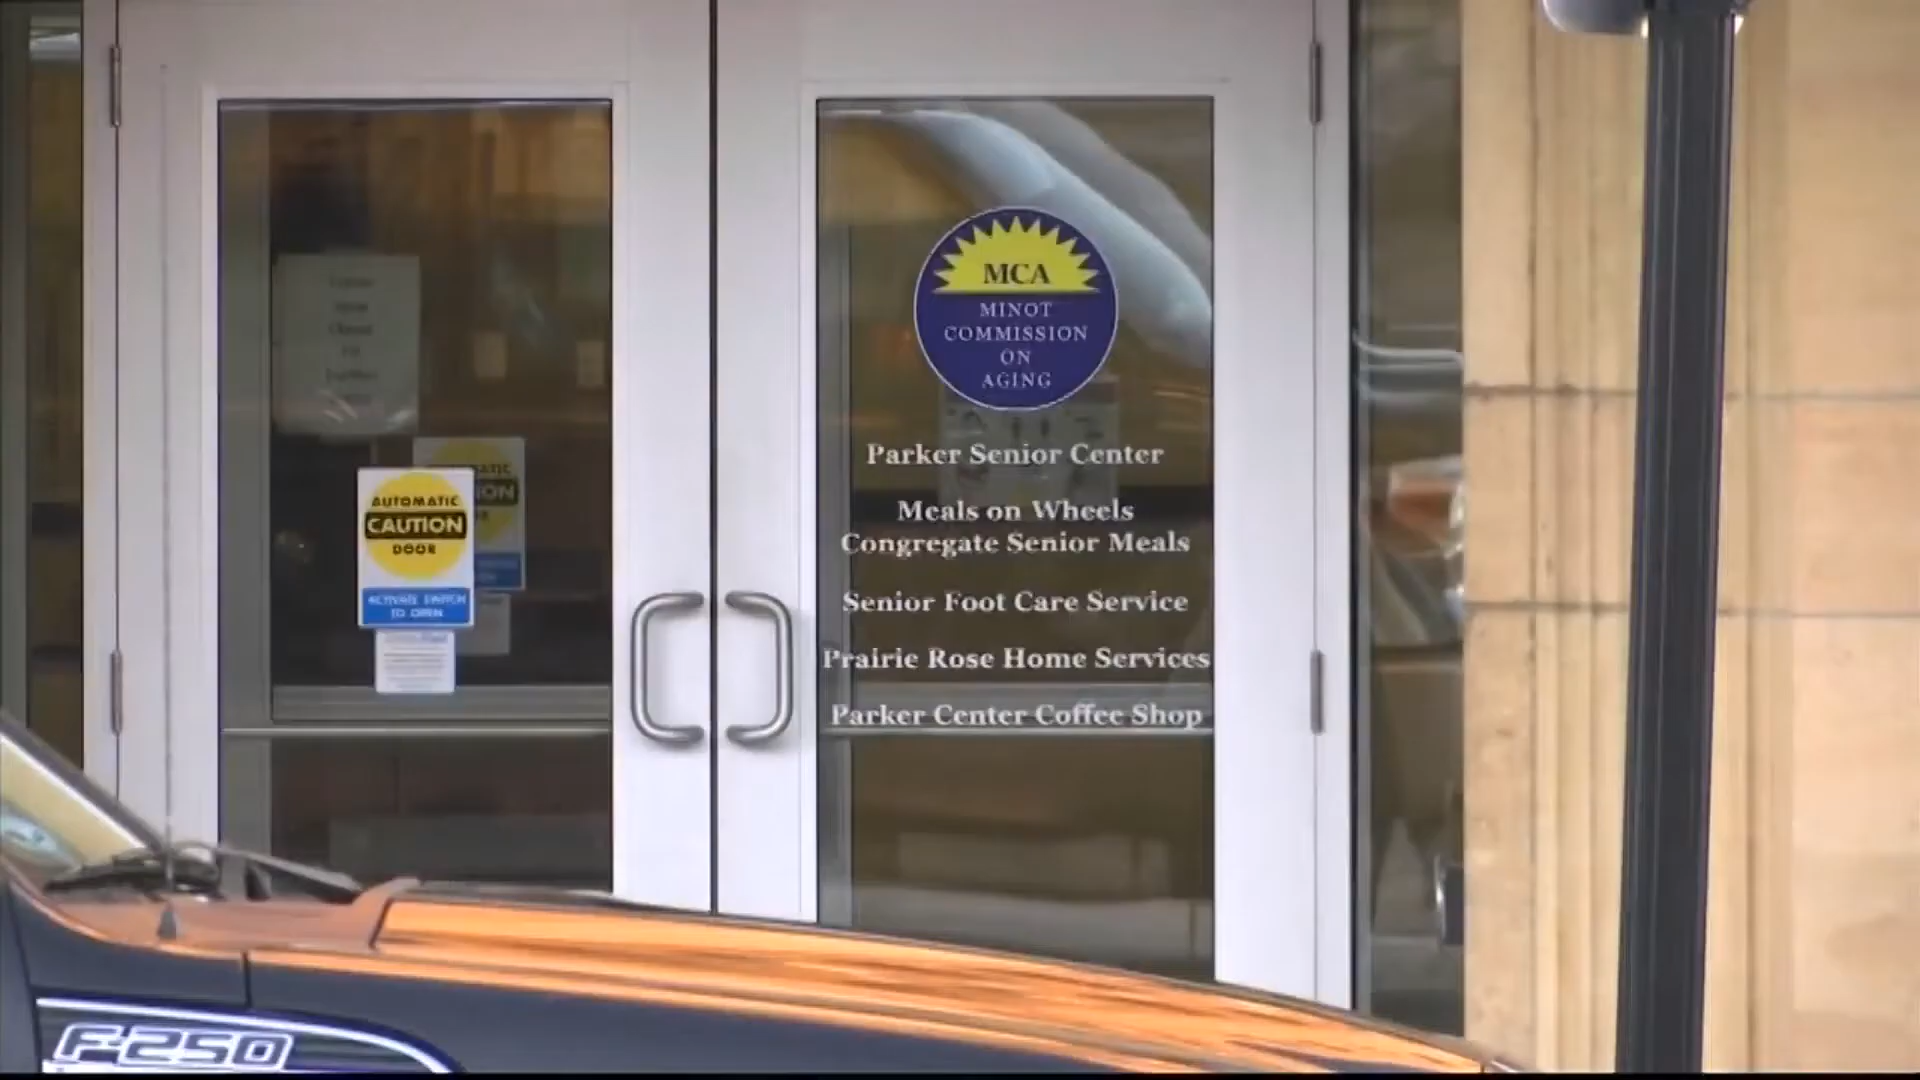 AUTOMATIC
CAUTION
DOOR
ACTIVATE SWITCH
TO OPEN
MCA
MINOT
COMMISSION
ON
AGING
Parker Senior Center
Meals on Wheels
Congregate Senior Meals
Senior Foot Care Service
Prairie Rose Home Services
Parker Center Coffee Shop
F-250